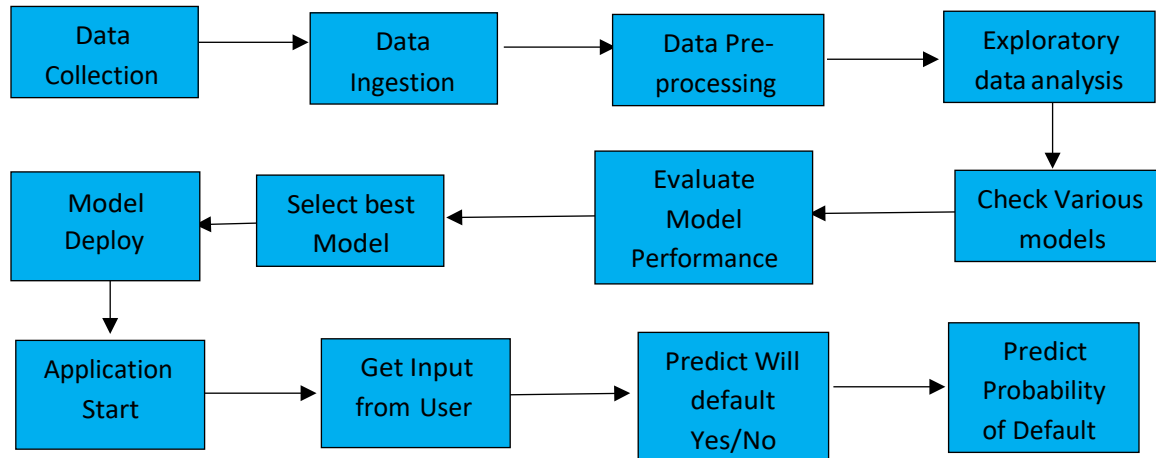 Data
Collection
Data
Ingestion
Data Pre-
processing
Exploratory
data analysis
Check Various
models
Evaluate
Model
Performance
Select best
Model
Model
Deploy
Application
Start
Get Input
from User
Predict Will
default
Yes/No
Predict
Probability
of Default